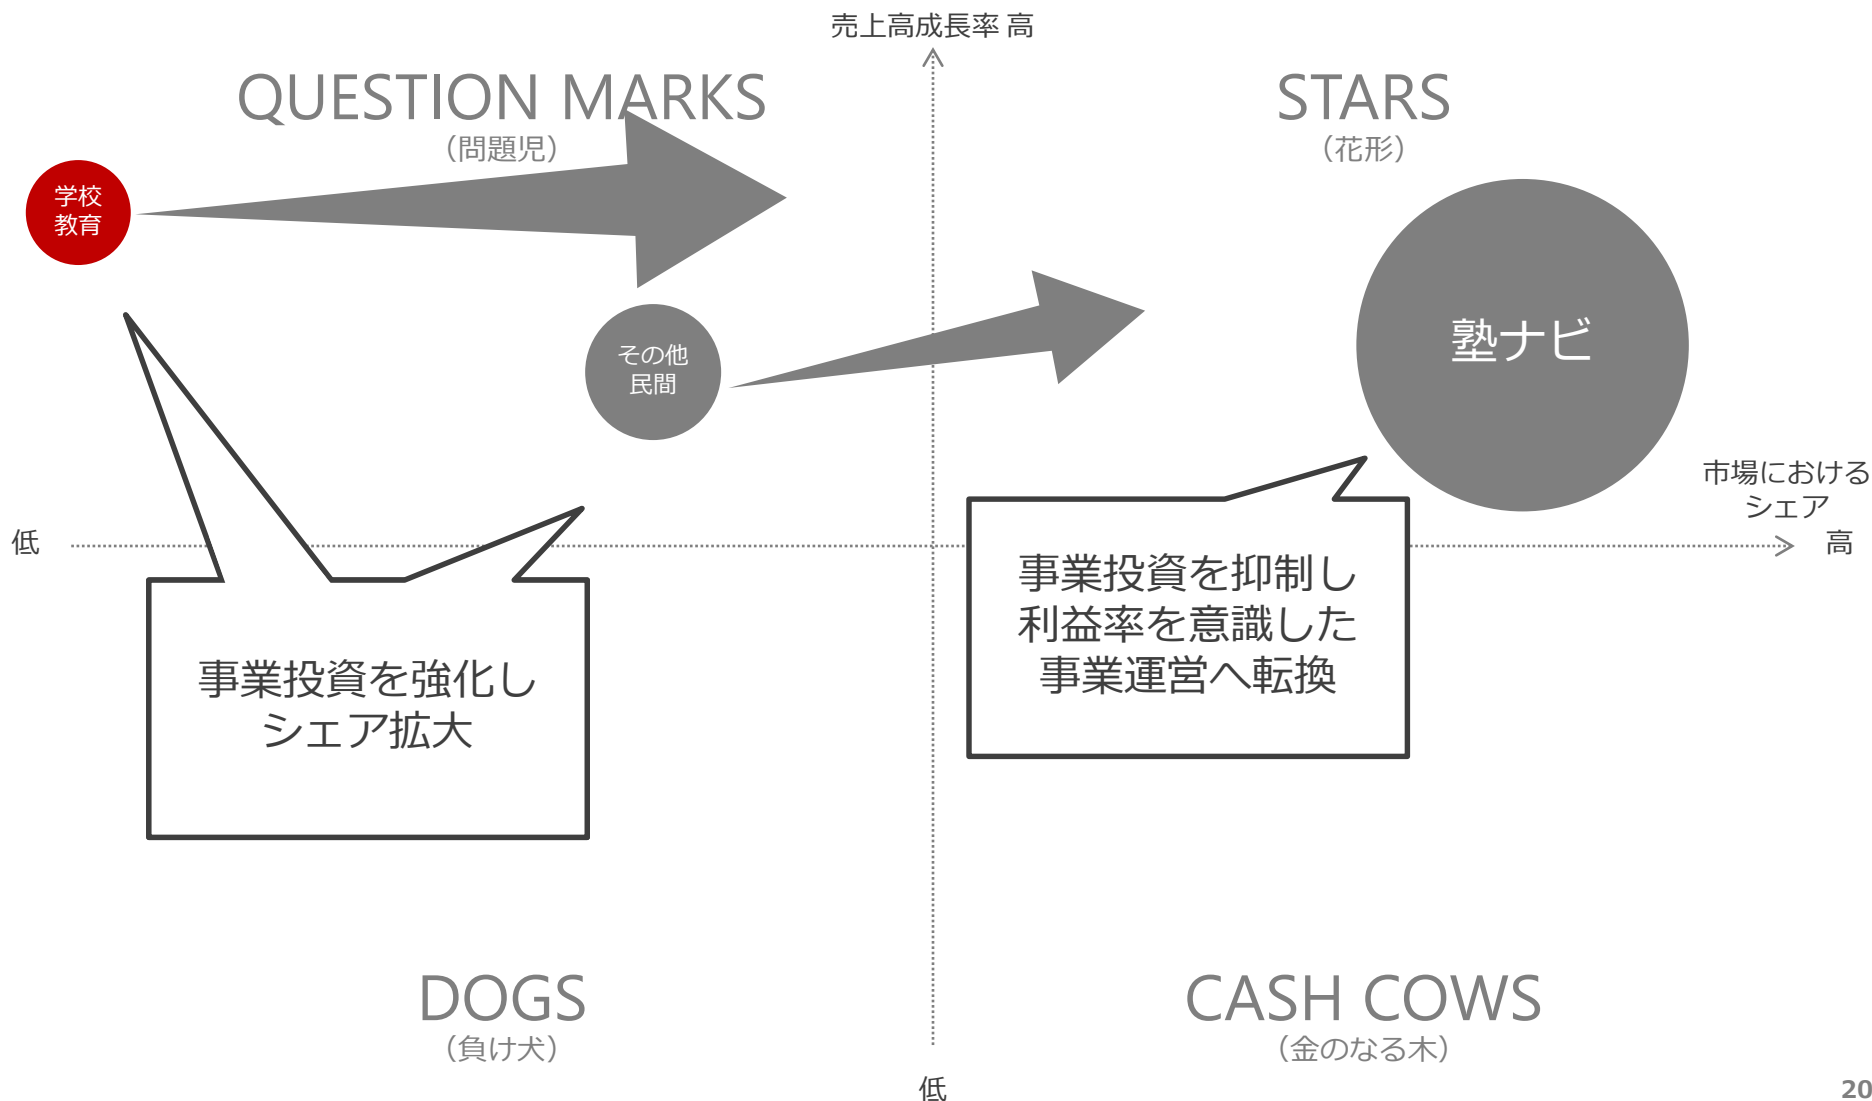 売上高成長率 高
QUESTION MARKS
（問題児）
STARS
（花形）
学校
教育
その他
民間
塾ナビ
市場における
シェア
高
低
事業投資を抑制し
利益率を意識した
事業運営へ転換
事業投資を強化し
シェア拡大
DOGS
（負け犬）
CASH COWS
（金のなる木）
低
20